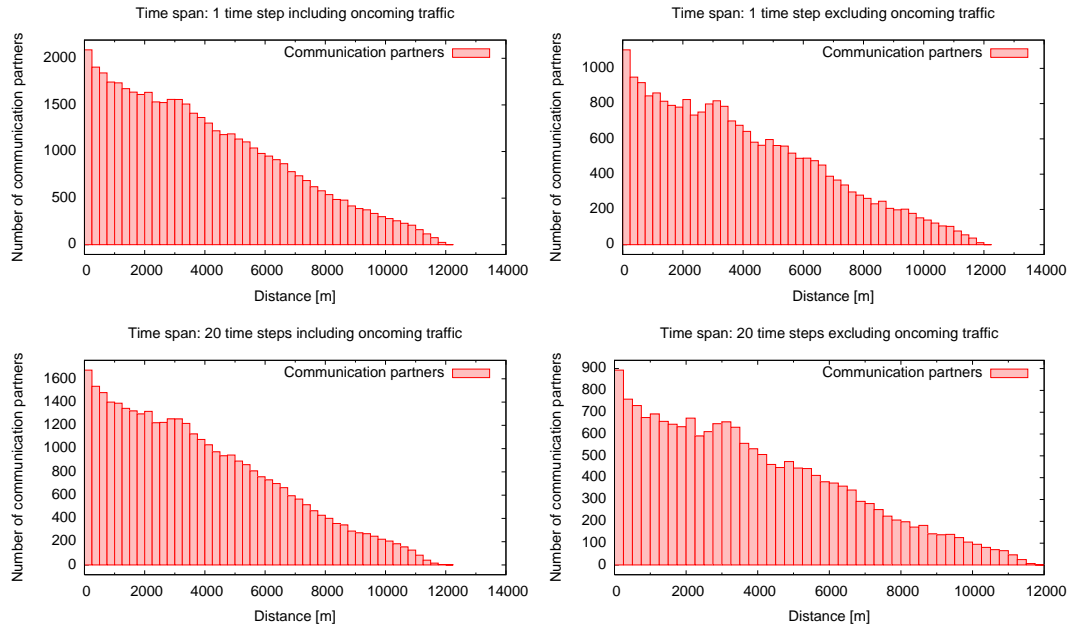 Time span: 1 time step including oncoming traffic
Number of communication partners
2000
1500
1000
500
0
Communication partners
0 2000 4000 6000 8000 10000 12000 14000
Distance [m]
Time span: 1 time step excluding oncoming traffic
Number of communication partners
1000
800
600
400
200
0
Communication partners
0 2000 4000 6000 8000 10000 12000 14000
Distance [m]
Time span: 20 time steps including oncoming traffic
Number of communication partners
1600
1400
1200
1000
800
600
400
200
0
Communication partners
0 2000 4000 6000 8000 10000 12000 14000
Distance [m]
Time span: 20 time steps excluding oncoming traffic
Number of communication partners
900
800
700
600
500
400
300
200
100
0
Communication partners
0 2000 4000 6000 8000 10000 12000
Distance [m]